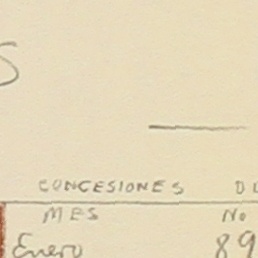 S
CONCESIONES D
MES No
Enero 89